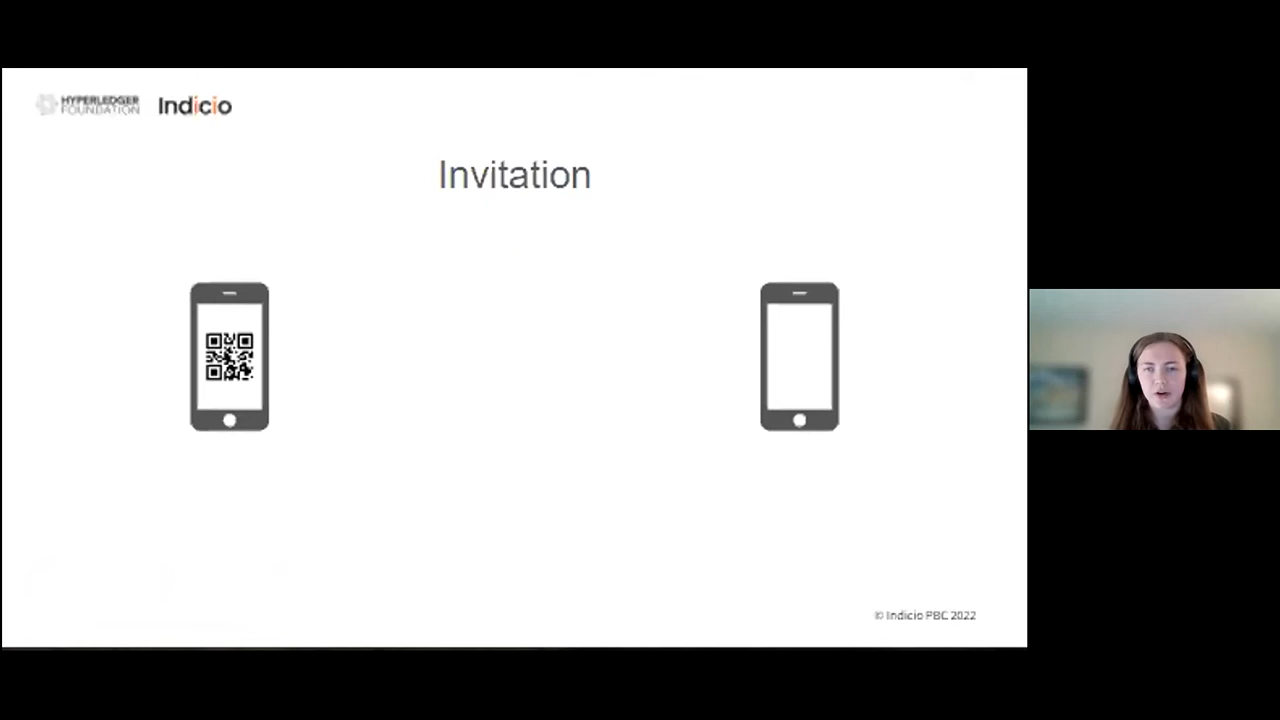 HYPERLEDGER
FOUNDATION
Indicio
Invitation
© Indicio PBC 2022